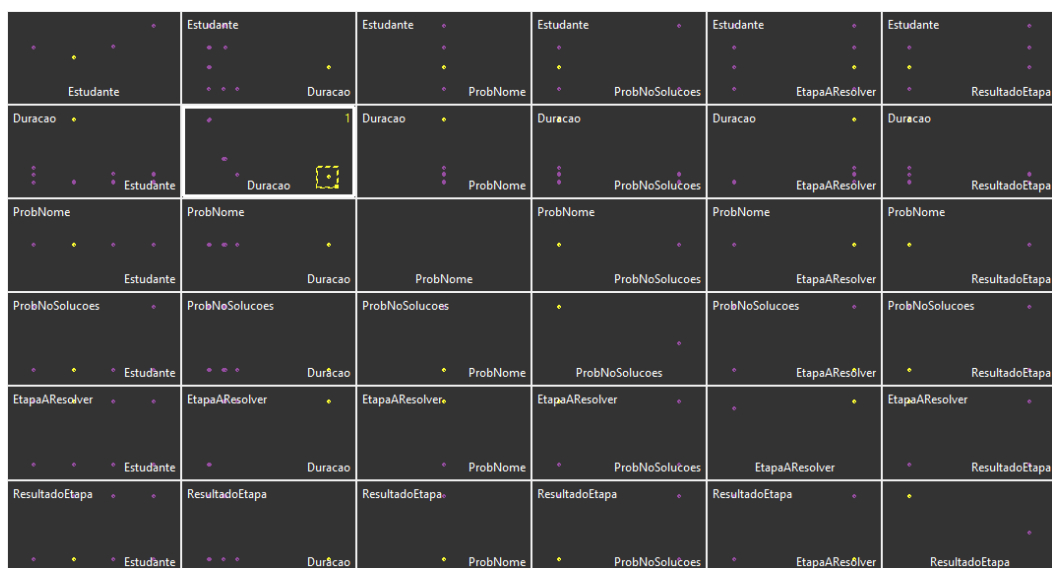 Estudante
Estudante
Duracao
Estudante
ProbNome
Estudante
ProbNoSolucoes
Estudante
EtapaAResolver
Estudante
ResultadoEtapa
Duracao
Estudante
1
Duracao
Duracao
ProbNome
Duracao
ProbNoSolucoes
Duracao
EtapaAResolver
Duracao
ResultadoEtapa
ProbNome
Estudante
ProbNome
Duracao
ProbNome
ProbNome
ProbNoSolucoes
ProbNome
EtapaAResolver
ProbNome
ResultadoEtapa
ProbNoSolucoes
Estudante
ProbNoSolucoes
Duracao
ProbNoSolucoes
ProbNome
ProbNoSolucoes
ProbNoSolucoes
EtapaAResolver
ProbNoSolucoes
ResultadoEtapa
EtapaAResolver
Estudante
EtapaAResolver
Duracao
EtapaAResolver
ProbNome
EtapaAResolver
ProbNoSolucoes
EtapaAResolver
EtapaAResolver
ResultadoEtapa
ResultadoEtapa
Estudante
ResultadoEtapa
Duracao
ResultadoEtapa
ProbNome
ResultadoEtapa
ProbNoSolucoes
ResultadoEtapa
EtapaAResolver
ResultadoEtapa